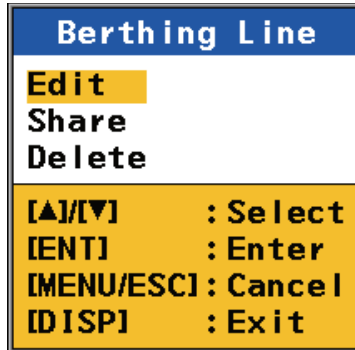 Berthing Line
Edit
Share
Delete
[▲]/[▼] :Select
[ENT] :Enter
[MENU/ESC]:Cancel
[DISP] :Exit